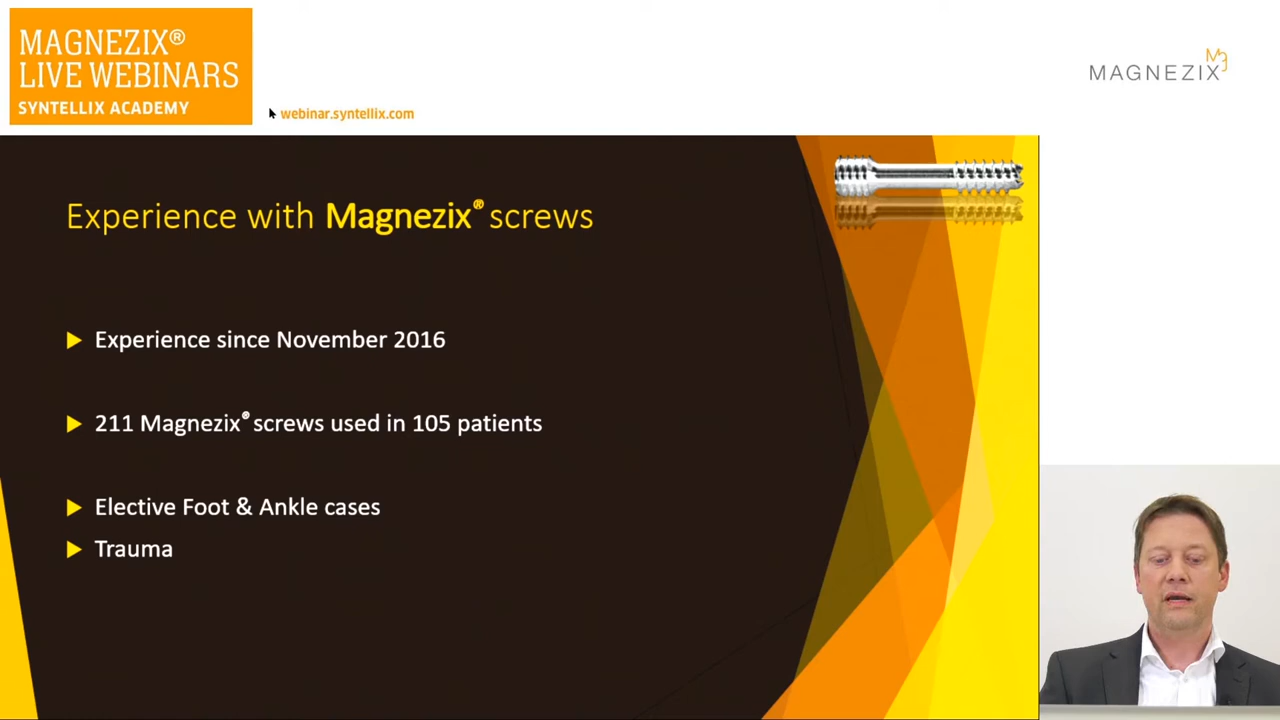 MAGNEZIX®
LIVE WEBINARS
SYNTELLIX ACADEMY
webinar.syntellix.com
MAGNEZIX
Experience with Magnezix® screws
Experience since November 2016
211 Magnezix® screws used in 105 patients
Elective Foot & Ankle cases
Trauma